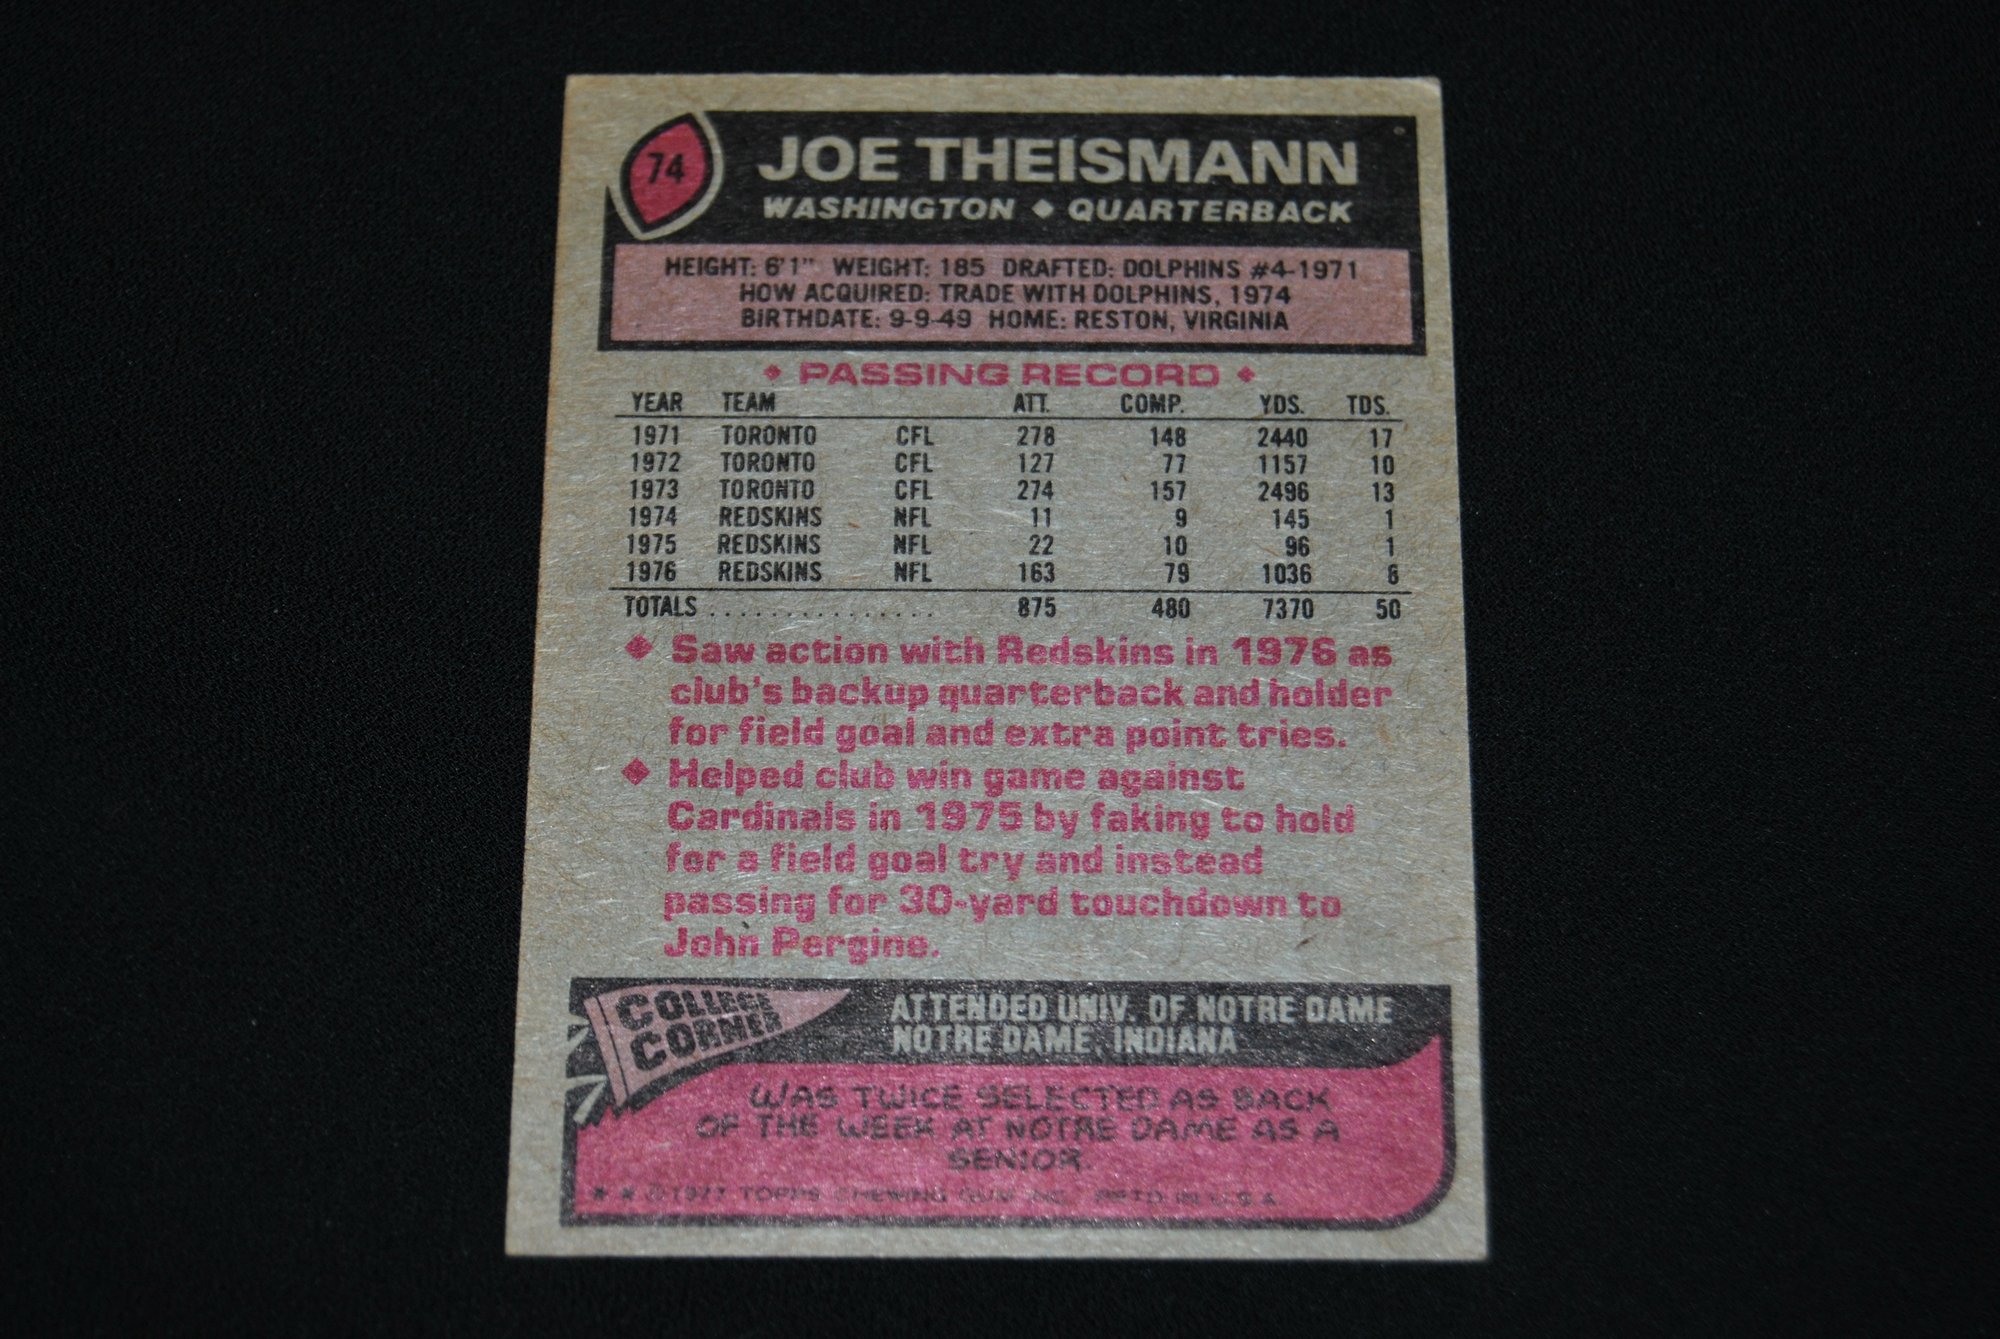 74
JOE THEISMANN
WASHINGTON ◆ QUARTERBACK
HEIGHT: 6'1" WEIGHT: 185 DRAFTED: DOLPHINS #4-1971
HOW ACQUIRED: TRADE WITH DOLPHINS, 1974
BIRTHDATE: 9-9-49 HOME: RESTON, VIRGINIA
◆ PASSING RECORD ◆
YEAR TEAM ATT. COMP. YDS. TDS.
1971 TORONTO CFL 278 148 2440 17
1972 TORONTO CFL 127 77 1157 10
1973 TORONTO CFL 274 157 2496 13
1974 REDSKINS NFL 11 9 145 1
1975 REDSKINS NFL 22 10 96 1
1976 REDSKINS NFL 163 79 1036 8
TOTALS . . . . . . . . . . . . . . . 875 480 7370 50
◆ Saw action with Redskins in 1976 as
club's backup quarterback and holder
for field goal and extra point tries.
◆ Helped club win game against
Cardinals in 1975 by faking to hold
for a field goal try and instead
passing for 30-yard touchdown to
John Pergine.
COLLEGE
CORNER
ATTENDED UNIV. OF NOTRE DAME
NOTRE DAME, INDIANA
WAS TWICE SELECTED AS BACK
OF THE WEEK AT NOTRE DAME AS A
SENIOR.
* * © 1977 TOPPS CHEWING GUM INC. PRTD IN U.S.A.